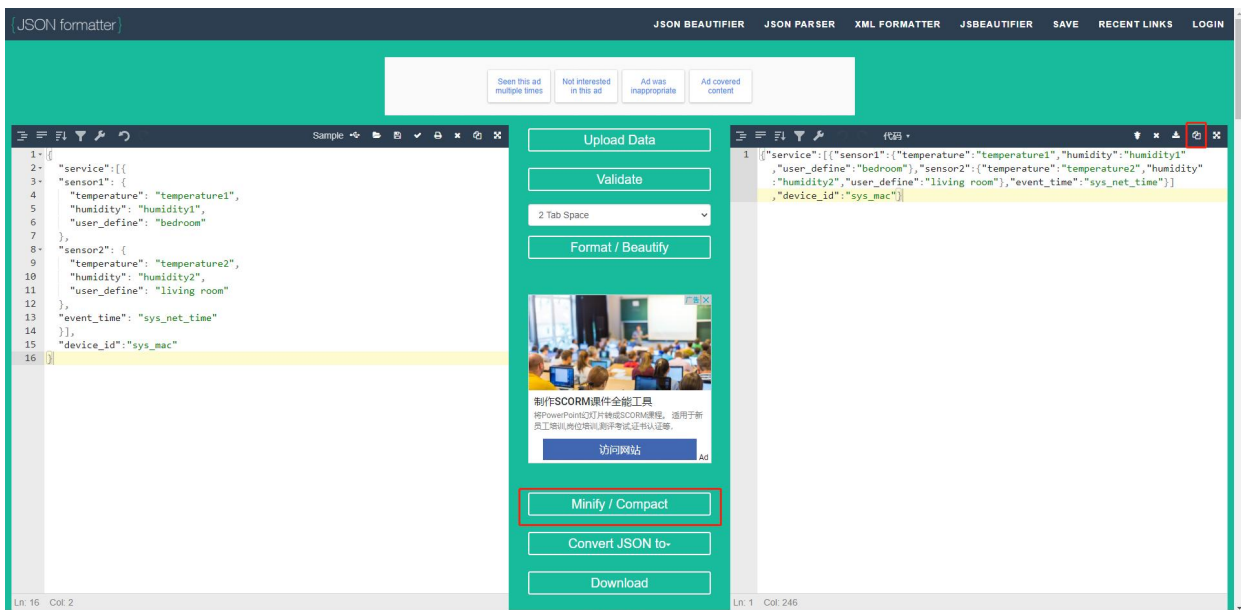 {JSON formatter}
JSON BEAUTIFIER JSON PARSER XML FORMATTER JSBEAUTIFIER SAVE RECENT LINKS LOGIN
Seen this ad
multiple times
Not interested
in this ad
Ad was
inappropriate
Ad covered
content
Sample
1 {
2 "service":[{
3 "sensor1": {
4 "temperature": "temperature1",
5 "humidity": "humidity1",
6 "user_define": "bedroom"
7 },
8 "sensor2": {
9 "temperature": "temperature2",
10 "humidity": "humidity2",
11 "user_define": "living room"
12 },
13 "event_time": "sys_net_time"
14 }],
15 "device_id":"sys_mac"
16 }
Ln: 16 Col: 2
Upload Data
Validate
2 Tab Space
Format / Beautify
广告
制作SCORM课件全能工具
将PowerPoint幻灯片转成SCORM课程。 适用于新
员工培训,岗位培训,测评考试,证书认证等.
访问网站
Ad
Minify / Compact
Convert JSON to
Download
代码
1 {"service":[{"sensor1":{"temperature":"temperature1","humidity":"humidity1"
,"user_define":"bedroom"},"sensor2":{"temperature":"temperature2","humidity"
:"humidity2","user_define":"living room"},"event_time":"sys_net_time"}]
,"device_id":"sys_mac"}
Ln: 1 Col: 246